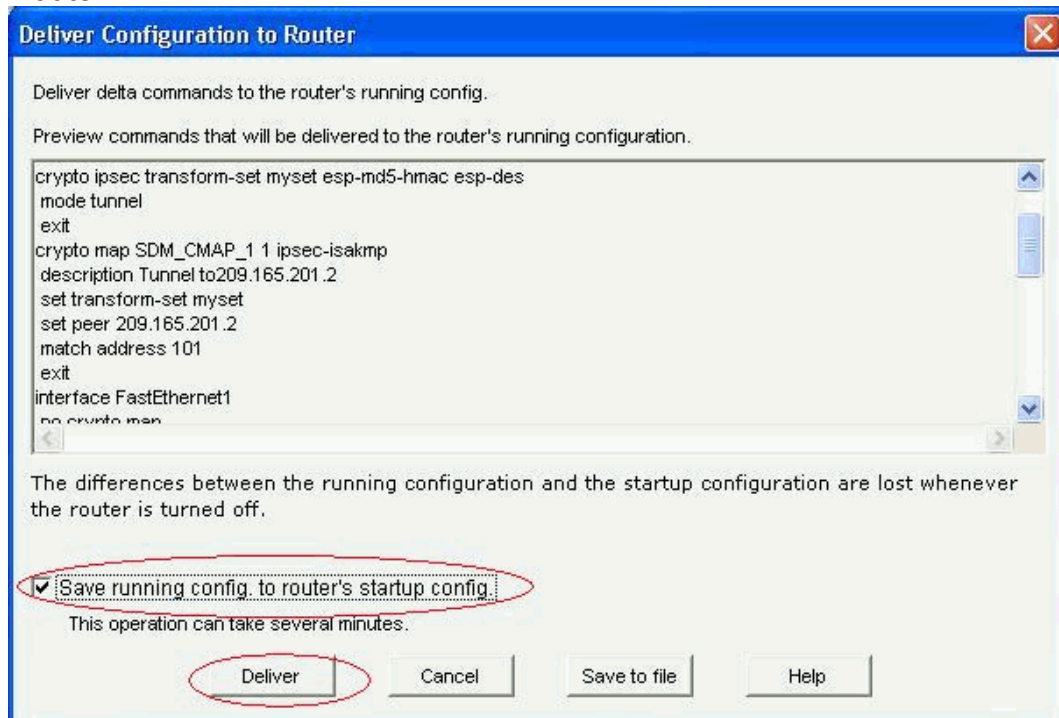 Deliver Configuration to Router
Deliver delta commands to the router's running config.
Preview commands that will be delivered to the router's running configuration.
crypto ipsec transform-set myset esp-md5-hmac esp-des
mode tunnel
exit
crypto map SDM_CMAP_1 1 ipsec-isakmp
description Tunnel to209.165.201.2
set transform-set myset
set peer 209.165.201.2
match address 101
exit
interface FastEthernet1
no crypto map
The differences between the running configuration and the startup configuration are lost whenever
the router is turned off.
Save running config. to router's startup config.
This operation can take several minutes.
Deliver Cancel Save to file Help